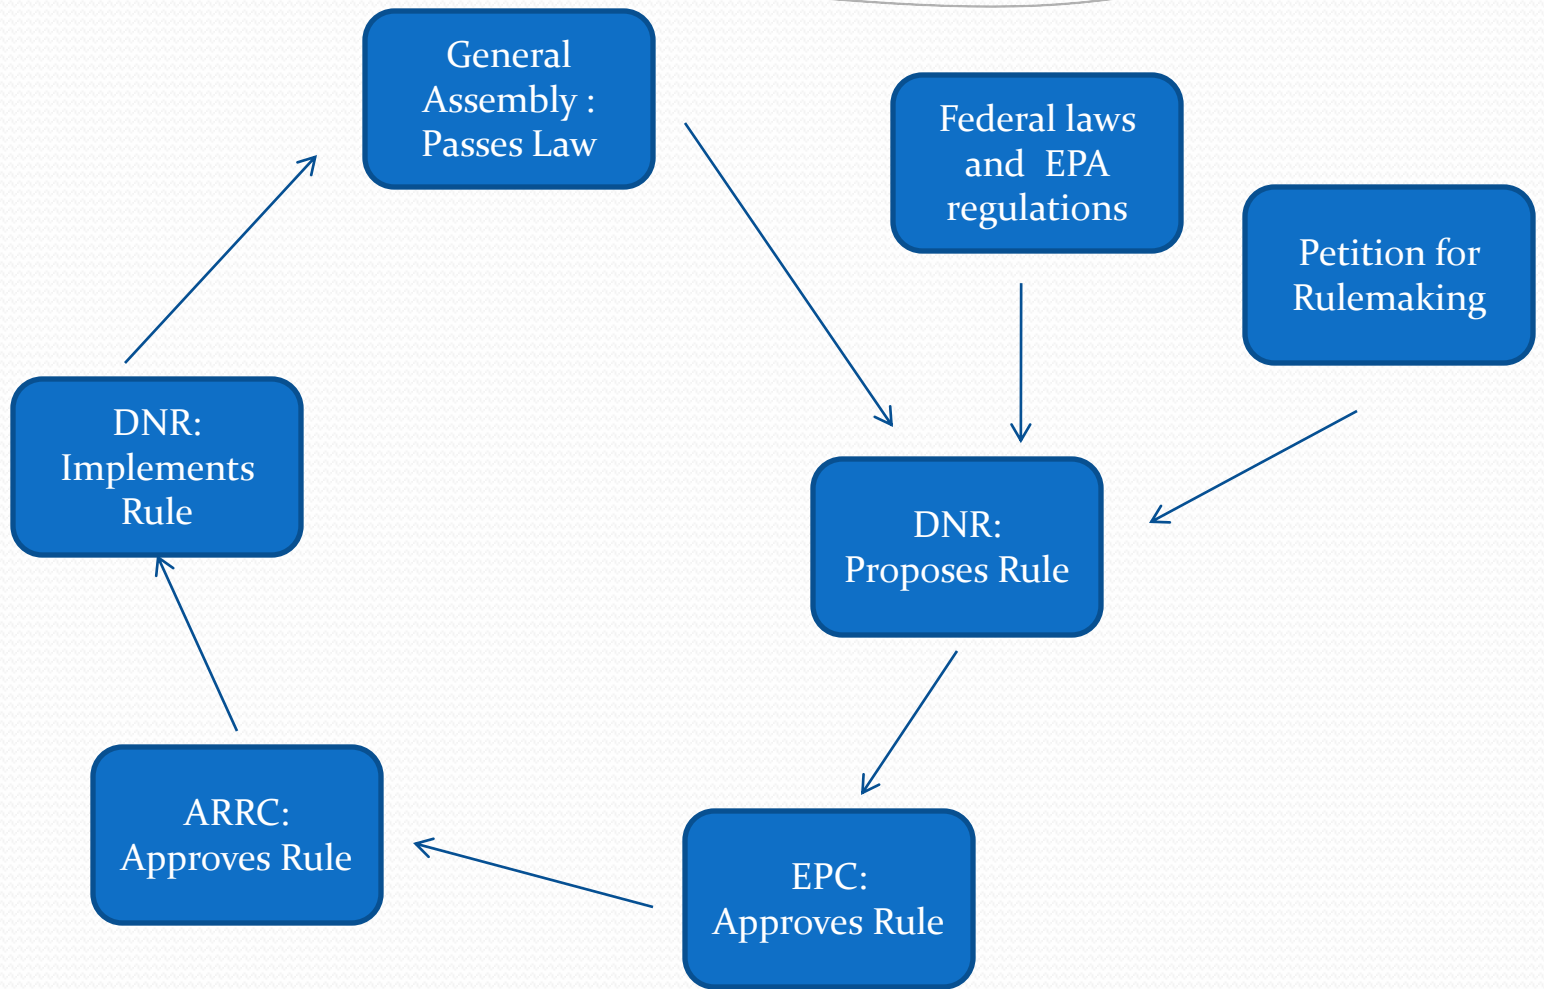 General
Assembly :
Passes Law
Federal laws
and EPA
regulations
Petition for
Rulemaking
DNR:
Implements
Rule
DNR:
Proposes Rule
ARRC:
Approves Rule
EPC:
Approves Rule